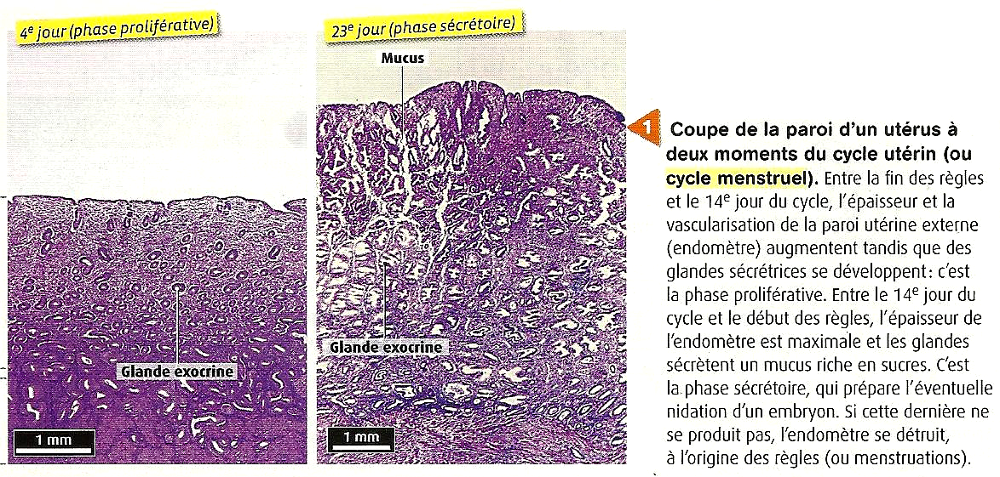 4e jour (phase proliférative)
23e jour (phase sécrétoire)
Mucus
Glande exocrine
Glande exocrine
1 mm
1 mm
1
Coupe de la paroi d'un utérus à
deux moments du cycle utérin (ou
cycle menstruel). Entre la fin des règles
et le 14e jour du cycle, l'épaisseur et la
vascularisation de la paroi utérine externe
(endomètre) augmentent tandis que des
glandes sécrétrices se développent : c'est
la phase proliférative. Entre le 14e jour du
cycle et le début des règles, l'épaisseur de
l'endomètre est maximale et les glandes
sécrètent un mucus riche en sucres. C'est
la phase sécrétoire, qui prépare l'éventuelle
nidation d'un embryon. Si cette dernière ne
se produit pas, l'endomètre se détruit,
à l'origine des règles (ou menstruations).